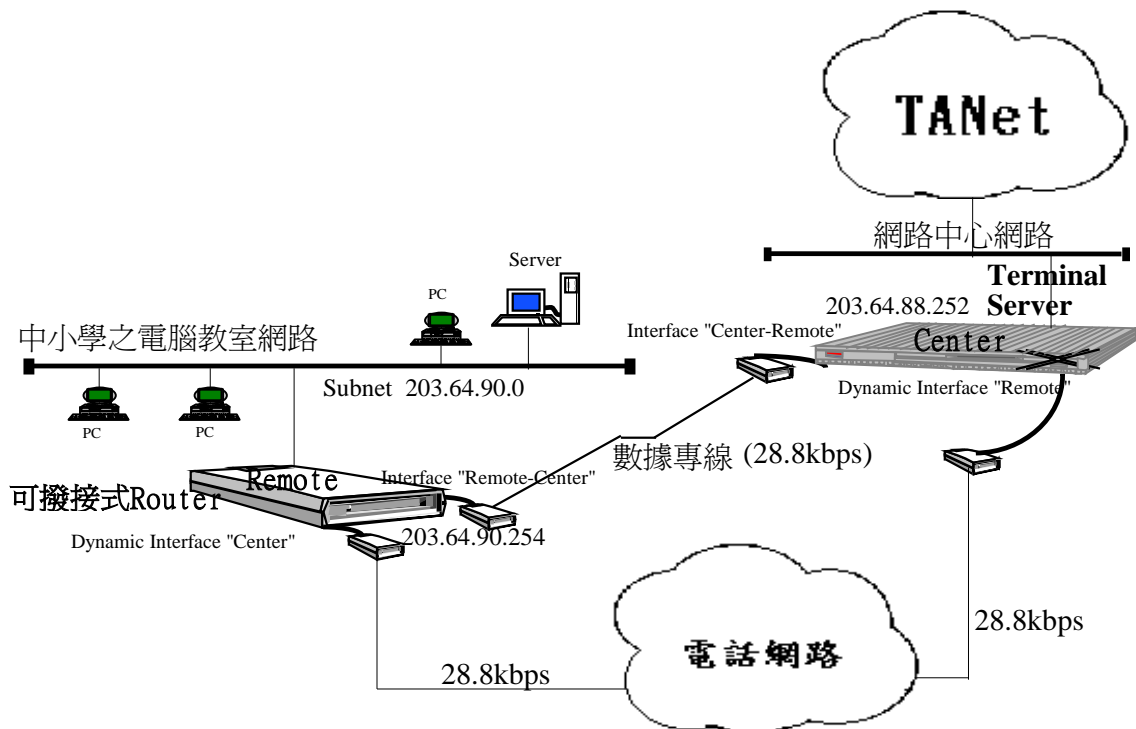 TANet
網路中心網路
Server
Terminal
Server
PC
203.64.88.252
Interface "Center-Remote"
Center
中小學之電腦教室網路
Subnet 203.64.90.0
Dynamic Interface "Remote"
PC
PC
數據專線 (28.8kbps)
Remote
Interface "Remote-Center"
可撥接式Router
203.64.90.254
Dynamic Interface "Center"
28.8kbps
電話網路
28.8kbps